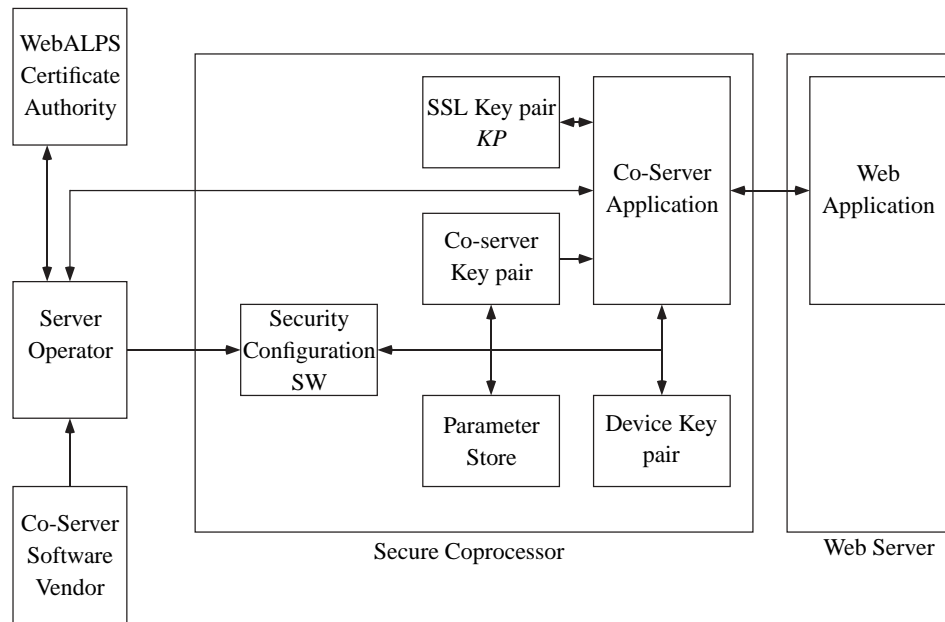 WebALPS
Certificate
Authority
SSL Key pair
KP
Co-Server
Application
Web
Application
Co-server
Key pair
Server
Operator
Security
Configuration
SW
Parameter
Store
Device Key
pair
Co-Server
Software
Vendor
Secure Coprocessor
Web Server